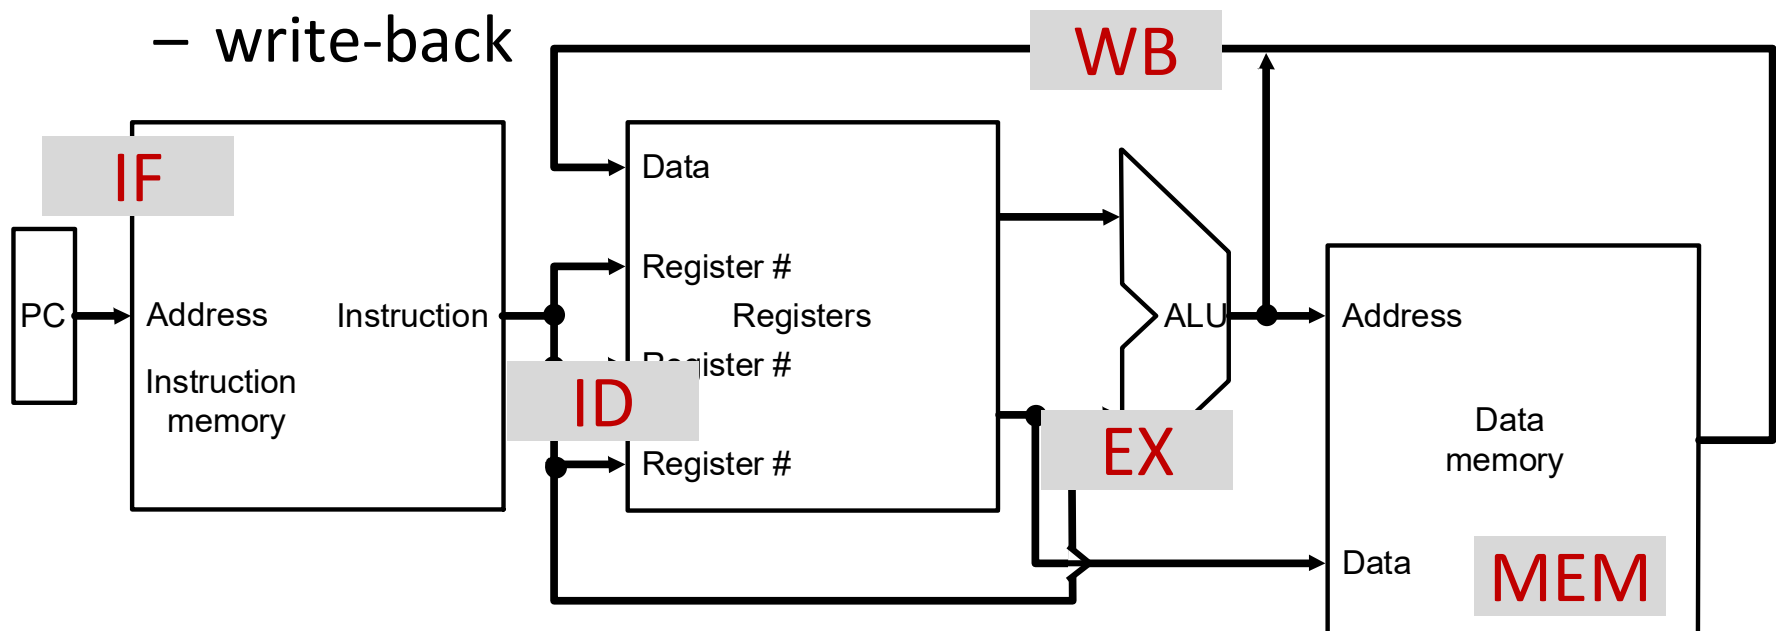 – write-back
WB
IF
Data
Register #
PC
Address
Instruction
Registers
ALU
Address
Register #
Instruction
memory
ID
Data
memory
EX
Register #
Data
MEM